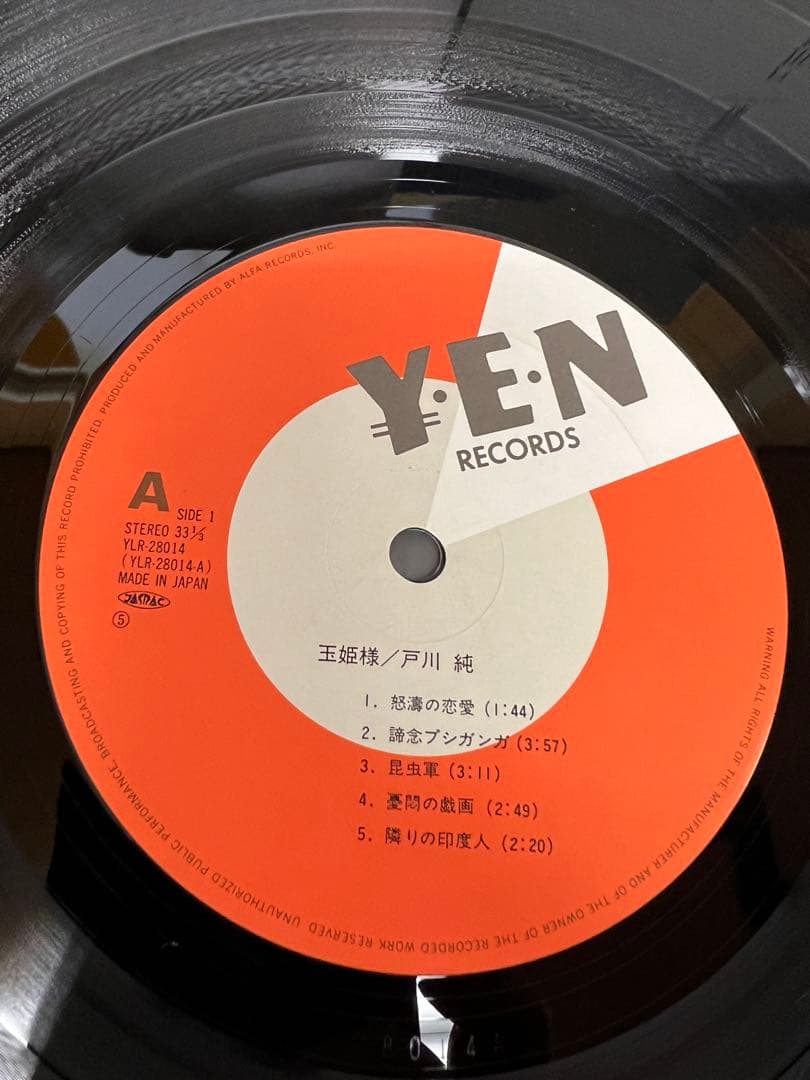 Y·E·N
RECORDS
A SIDE 1
STEREO 33⅓
YLR-28014
(YLR-28014-A)
MADE IN JAPAN
JASRAC
⑤
玉姫様/戸川 純
1. 怒濤の恋愛 (1:44)
2. 諦念プシガンガ (3:57)
3. 昆虫軍 (3:11)
4. 憂悶の戯画 (2:49)
5. 隣りの印度人 (2:20)
WARNING ALL RIGHTS OF THE MANUFACTURER AND OF THE OWNER OF THE RECORDED WORK RESERVED UNAUTHORIZED PUBLIC PERFORMANCE, BROADCASTING AND COPYING OF THIS RECORD PROHIBITED. PRODUCED AND MANUFACTURED BY ALFA RECORDS, INC.